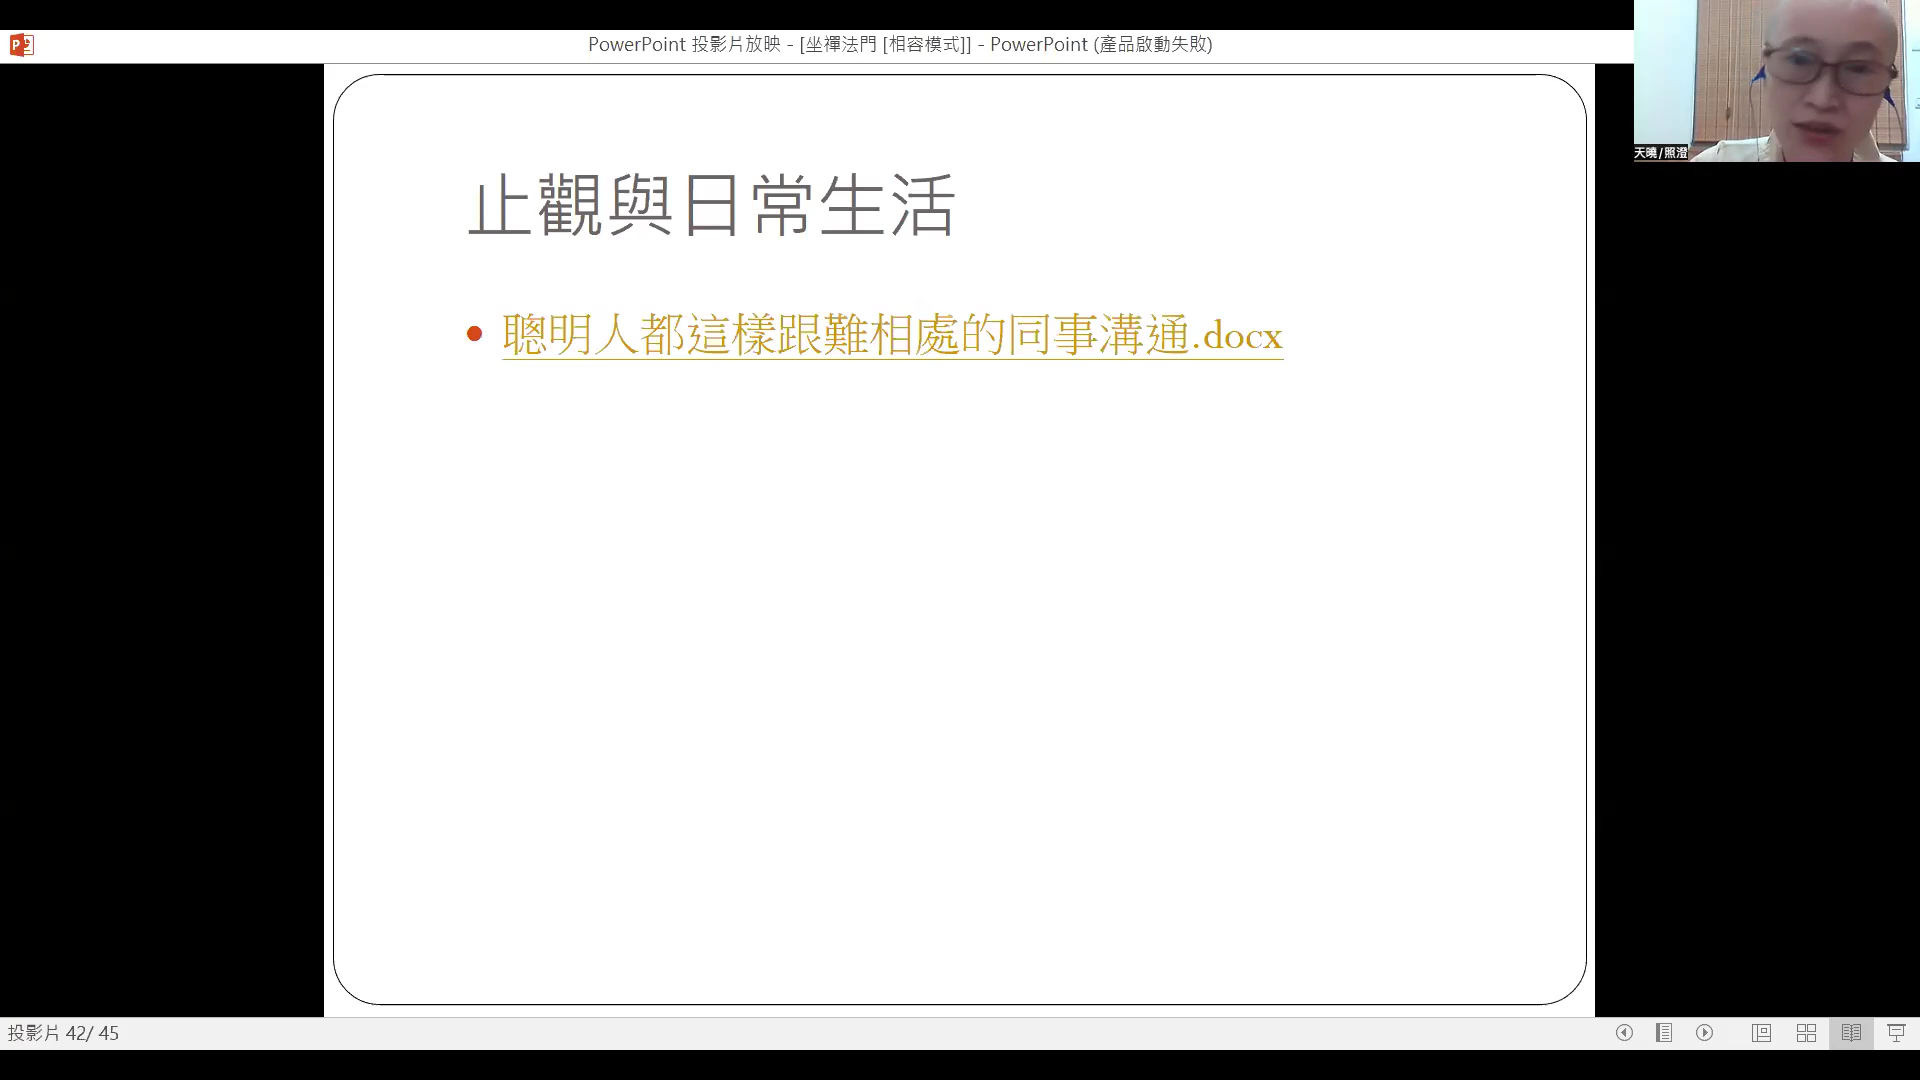 PowerPoint 投影片放映 - [坐禪法門 [相容模式]] - PowerPoint (產品啟動失敗)
天曉/照澄
止觀與日常生活
• 聰明人都這樣跟難相處的同事溝通.docx
投影片 42/ 45